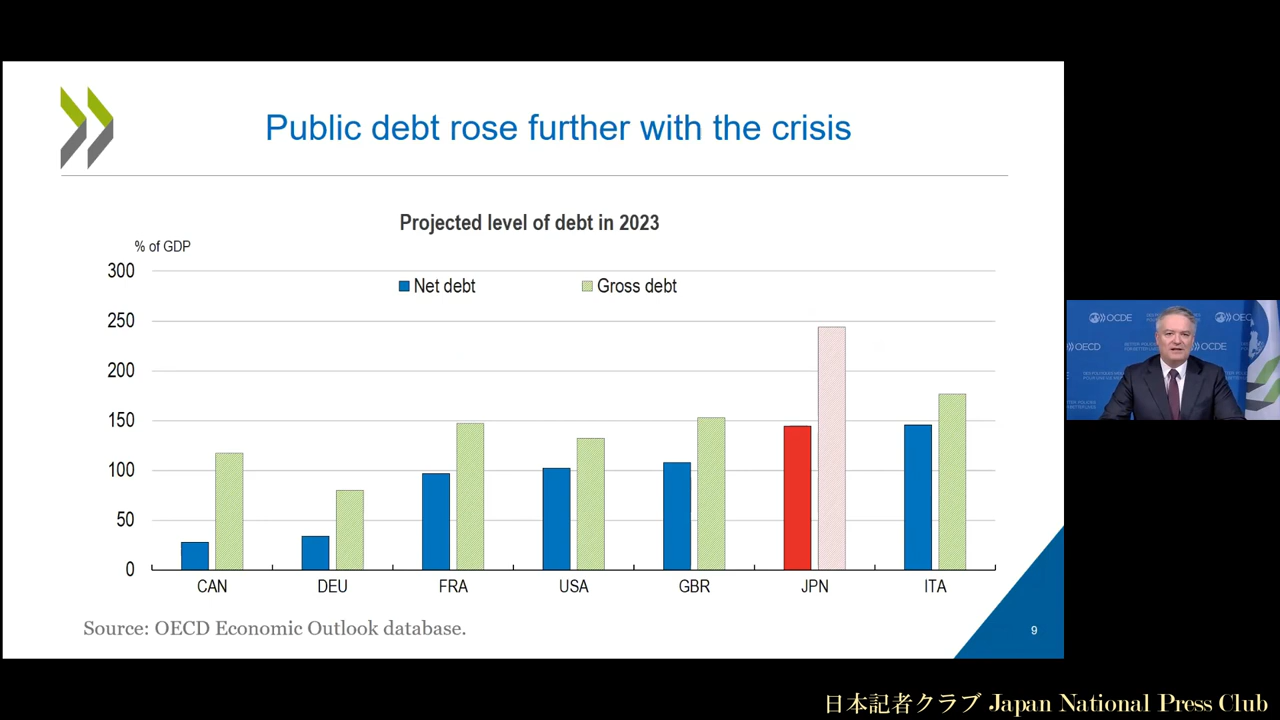 Public debt rose further with the crisis
Projected level of debt in 2023
% of GDP
Net debt
Gross debt
300
250
200
150
100
50
0
CAN DEU FRA USA GBR JPN ITA
Source: OECD Economic Outlook database.
9
OCDE
OECD
OCDE
日本記者クラブ Japan National Press Club